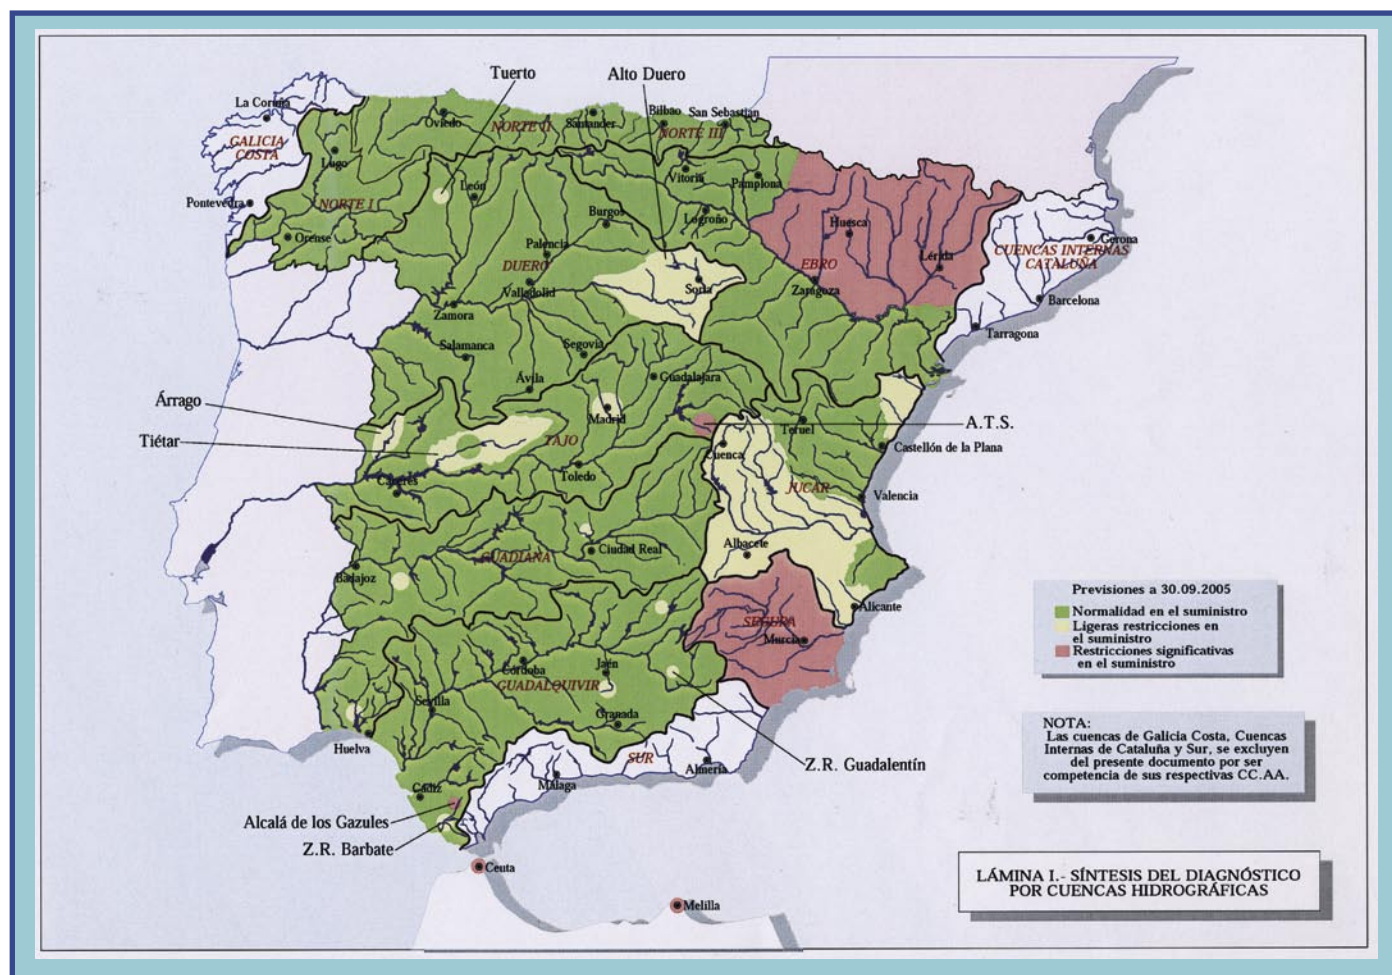 Tuerto
Alto Duero
La Coruña
Oviedo
NORTE II
Santander
Bilbao
San Sebastián
NORTE III
GALICIA
COSTA
Lugo
León
Vitoria
Pamplona
Pontevedra
NORTE I
Burgos
Logroño
Huesca
Orense
Palencia
DUERO
Valladolid
Soria
EBRO
Lérida
Gerona
CUENCAS INTERNAS
CATALUÑA
Zaragoza
Barcelona
Zamora
Tarragona
Salamanca
Segovia
Ávila
Guadalajara
Árrago
Madrid
Tiétar
TAJO
A.T.S.
Teruel
Cuenca
Castellón de la Plana
Toledo
Cáceres
JUCAR
Valencia
Albacete
Ciudad Real
GUADIANA
Badajoz
Alicante
SEGURA
Murcia
Córdoba
Jaén
GUADALQUIVIR
Sevilla
Granada
Huelva
SUR
Almería
Z.R. Guadalentín
Málaga
Cádiz
Alcalá de los Gazules
Z.R. Barbate
Ceuta
Melilla
Previsiones a 30.09.2005
Normalidad en el suministro
Ligeras restricciones en
el suministro
Restricciones significativas
en el suministro
NOTA:
Las cuencas de Galicia Costa, Cuencas
Internas de Cataluña y Sur, se excluyen
del presente documento por ser
competencia de sus respectivas CC.AA.
LÁMINA I.- SÍNTESIS DEL DIAGNÓSTICO
POR CUENCAS HIDROGRÁFICAS